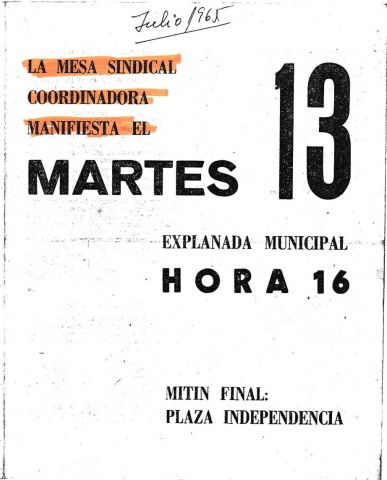 Julio/1965
LA MESA SINDICAL
COORDINADORA
MANIFIESTA EL
MARTES 13
EXPLANADA MUNICIPAL
HORA 16
MITIN FINAL:
PLAZA INDEPENDENCIA